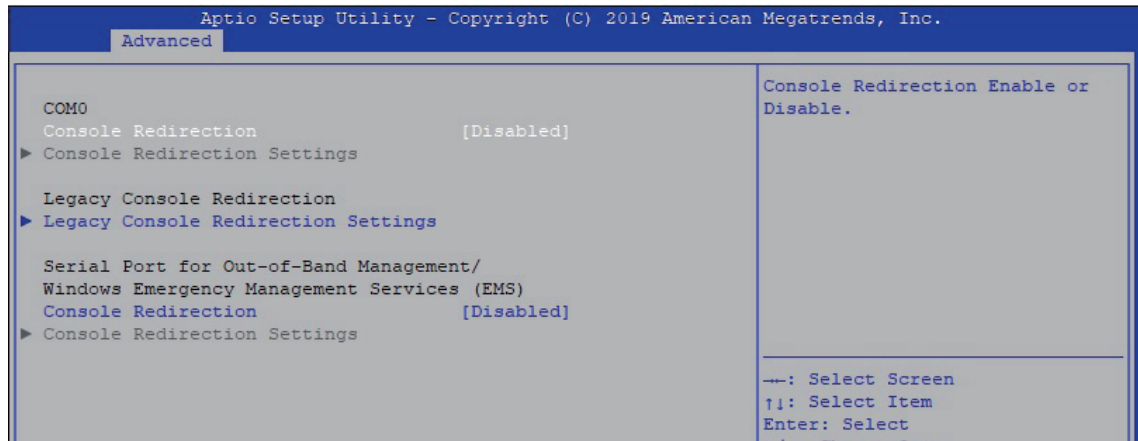 Aptio Setup Utility - Copyright (C) 2019 American Megatrends, Inc.
Advanced
COM0
Console Redirection [Disabled]
▶ Console Redirection Settings
Legacy Console Redirection
▶ Legacy Console Redirection Settings
Serial Port for Out-of-Band Management/
Windows Emergency Management Services (EMS)
Console Redirection [Disabled]
▶ Console Redirection Settings
Console Redirection Enable or
Disable.
→←: Select Screen
↑↓: Select Item
Enter: Select